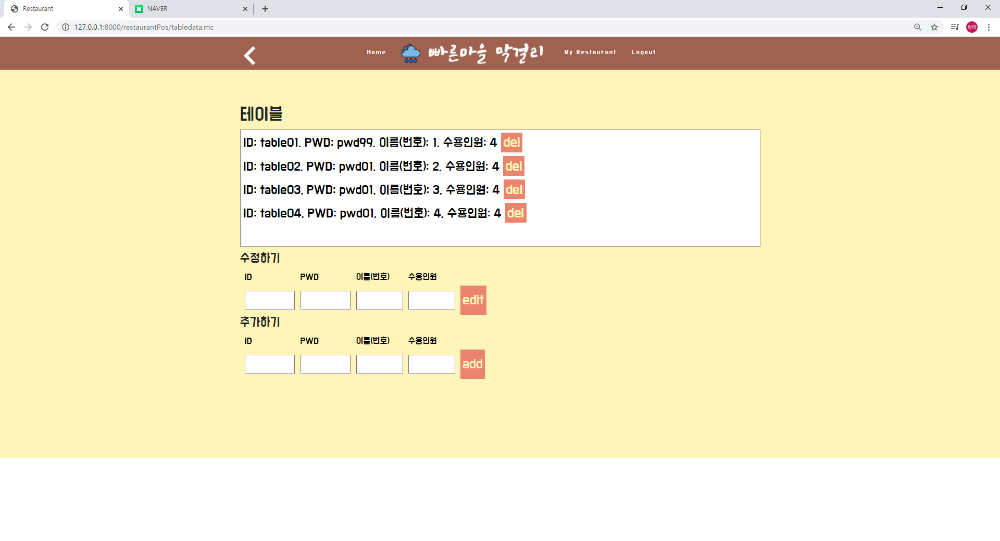 Restaurant
NAVER
127.0.0.1:8000/restaurantPos/tabledata.mc
형태
Home
빠른마을 막걸리
My Restaurant
Logout
테이블
ID: table01, PWD: pwd99, 이름(번호): 1, 수용인원: 4 del
ID: table02, PWD: pwd01, 이름(번호): 2, 수용인원: 4 del
ID: table03, PWD: pwd01, 이름(번호): 3, 수용인원: 4 del
ID: table04, PWD: pwd01, 이름(번호): 4, 수용인원: 4 del
수정하기
ID PWD 이름(번호) 수용인원
edit
추가하기
ID PWD 이름(번호) 수용인원
add